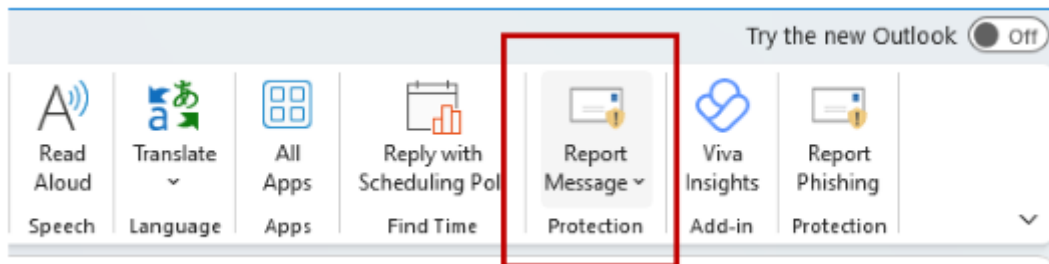 Try the new Outlook Off
Read Aloud
Translate
All Apps
Reply with Scheduling Pol
Report Message
Viva Insights
Report Phishing
Speech
Language
Apps
Find Time
Protection
Add-in
Protection